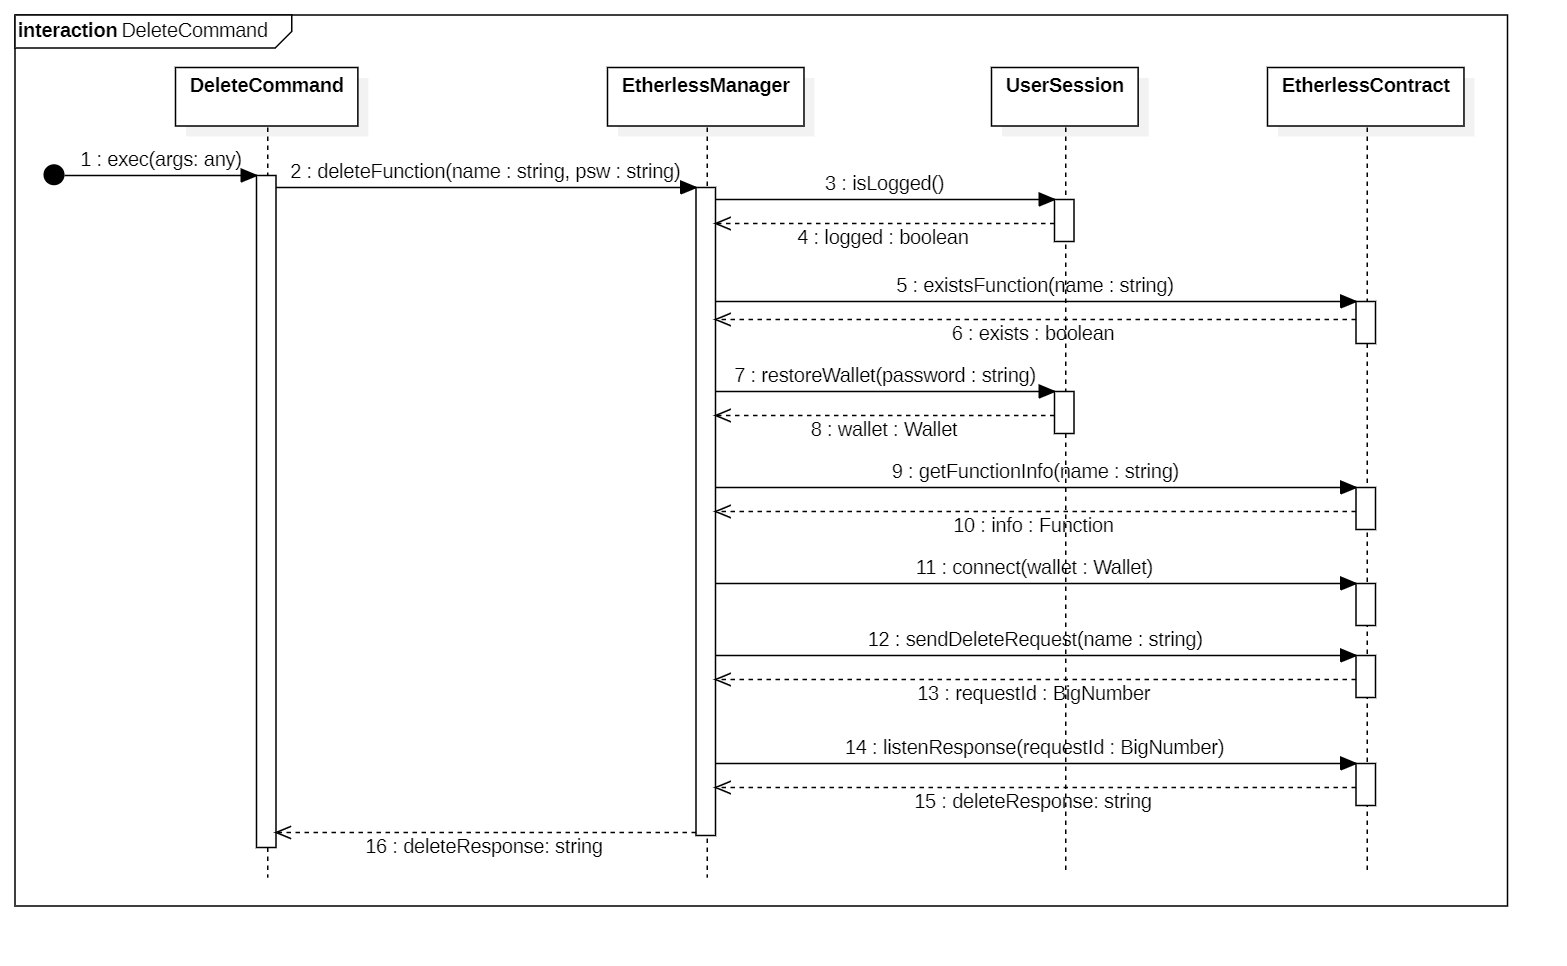 interaction DeleteCommand
DeleteCommand
EtherlessManager
UserSession
EtherlessContract
1 : exec(args: any)
2 : deleteFunction(name : string, psw : string)
3 : isLogged()
4 : logged : boolean
5 : existsFunction(name : string)
6 : exists : boolean
7 : restoreWallet(password : string)
8 : wallet : Wallet
9 : getFunctionInfo(name : string)
10 : info : Function
11 : connect(wallet : Wallet)
12 : sendDeleteRequest(name : string)
13 : requestId : BigNumber
14 : listenResponse(requestId : BigNumber)
15 : deleteResponse: string
16 : deleteResponse: string